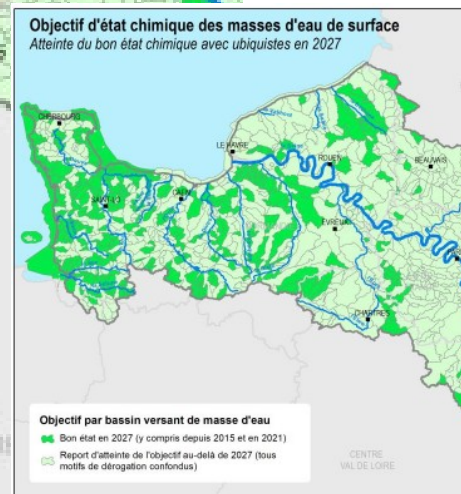 Objectif d'état chimique des masses d'eau de surface
Atteinte du bon état chimique avec ubiquistes en 2027
CHERBOURG
LE HAVRE
ROUEN
BEAUVAIS
SAINT-LÔ
CAEN
ÉVREUX
CHARTRES
Objectif par bassin versant de masse d'eau
Bon état en 2027 (y compris depuis 2015 et en 2021)
Report d'atteinte de l'objectif au-delà de 2027 (tous
motifs de dérogation confondus)
CENTRE
VAL DE LOIRE